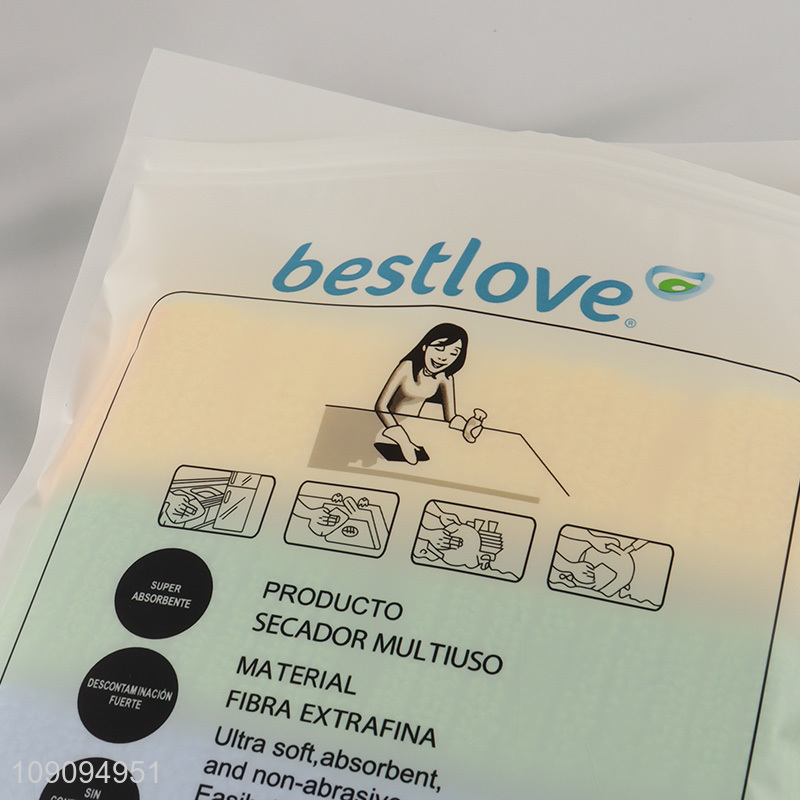 bestlove
®
SUPER
ABSORBENTE
PRODUCTO
SECADOR MULTIUSO
DESCONTAMINACIÓN
FUERTE
MATERIAL
FIBRA EXTRAFINA
Ultra soft,absorbent,
and non-abrasive
SIN
109094951